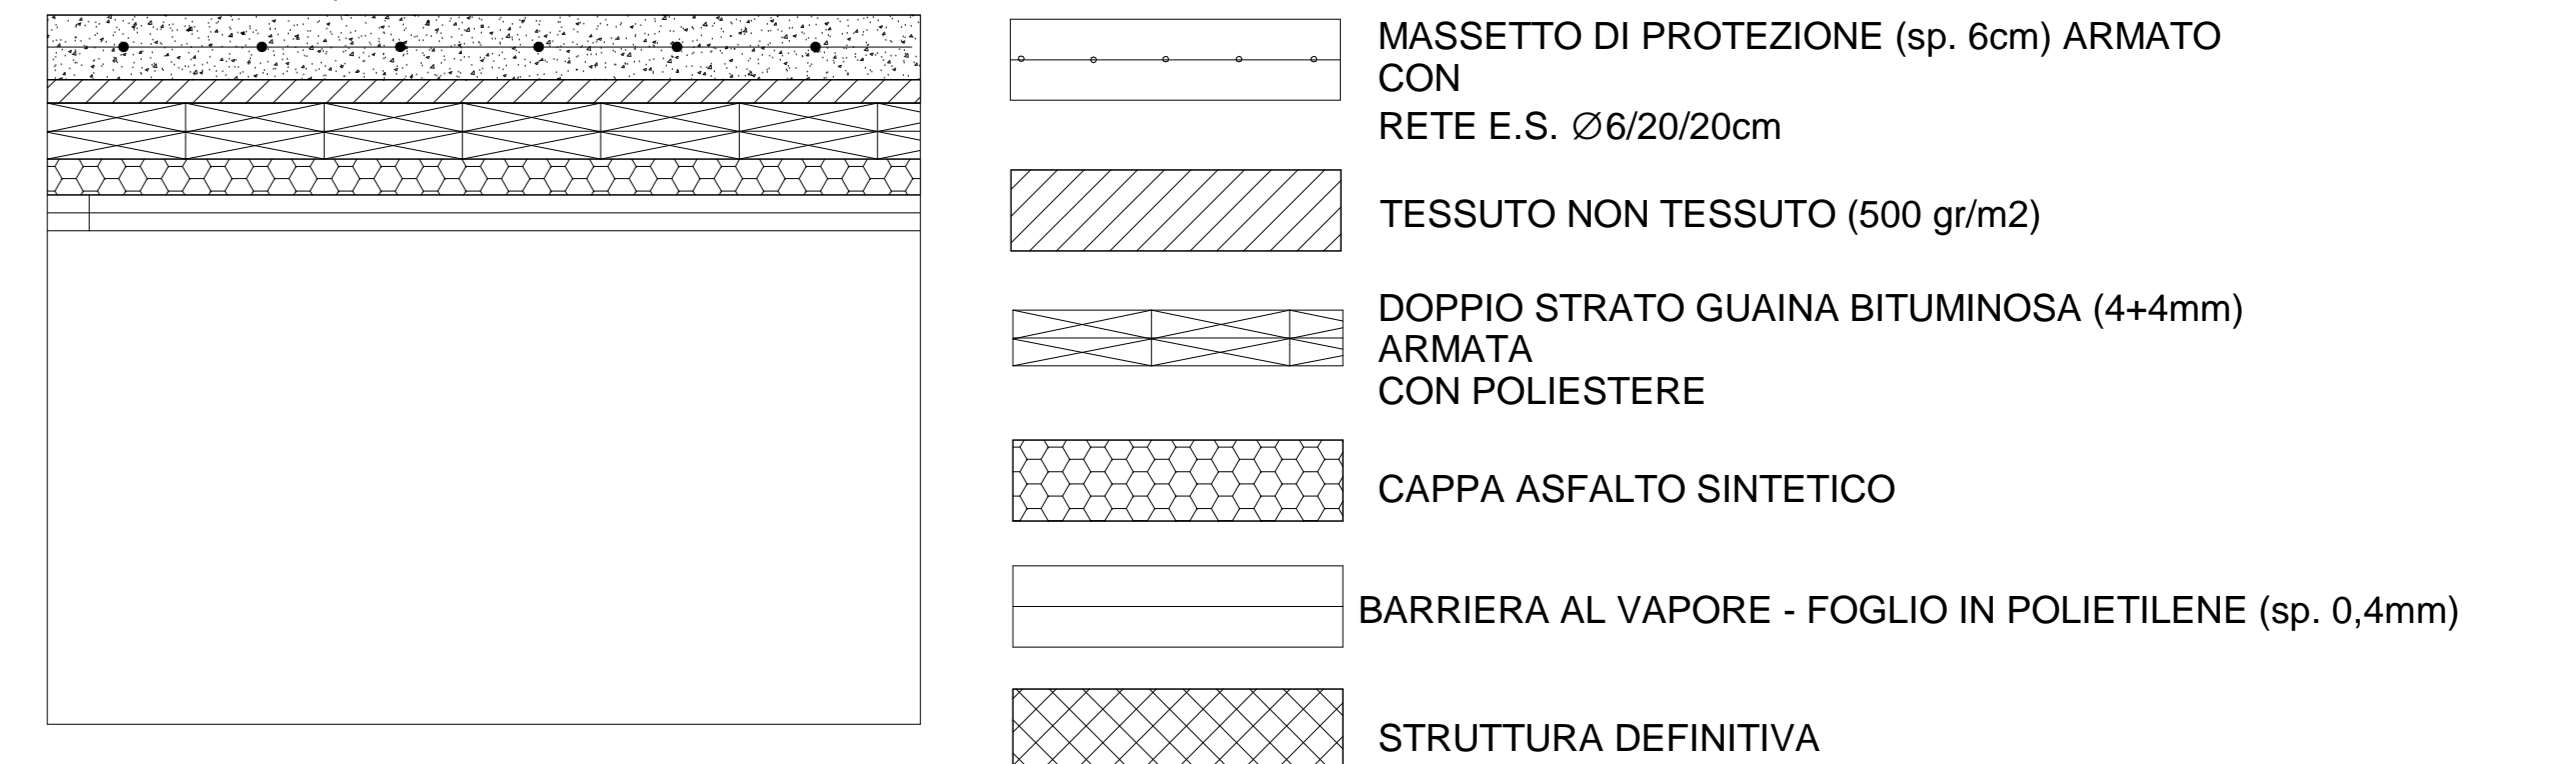 MASSETTO DI PROTEZIONE (sp. 6cm) ARMATO
CON
RETE E.S. ∅6/20/20cm
TESSUTO NON TESSUTO (500 gr/m2)
DOPPIO STRATO GUAINA BITUMINOSA (4+4mm)
ARMATA
CON POLIESTERE
CAPPA ASFALTO SINTETICO
BARRIERA AL VAPORE - FOGLIO IN POLIETILENE (sp. 0,4mm)
STRUTTURA DEFINITIVA